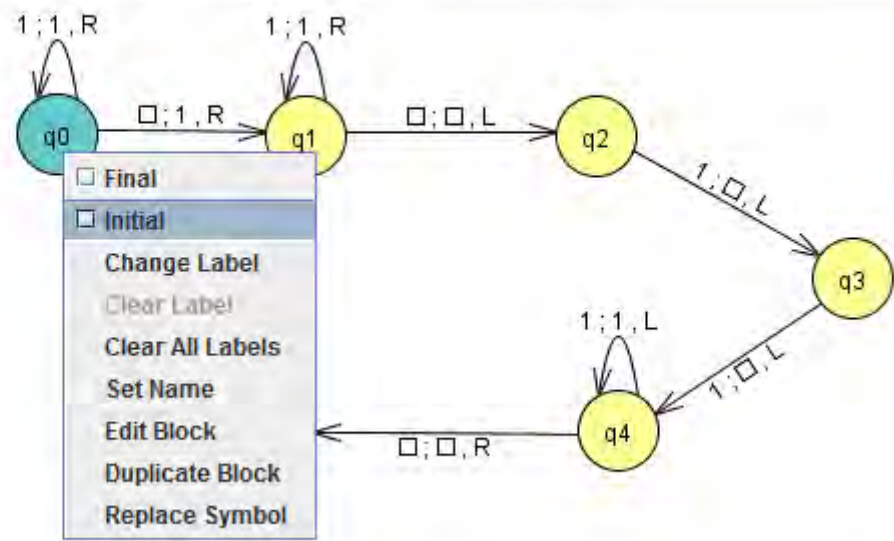 1 ; 1 , R
1 ; 1 , R
q0
□ ; 1 , R
q1
□ ; □ , L
q2
1 ; □ , L
q3
1 ; □ , L
1 ; 1 , L
q4
□ ; □ , R
Final
Initial
Change Label
Clear Label
Clear All Labels
Set Name
Edit Block
Duplicate Block
Replace Symbol